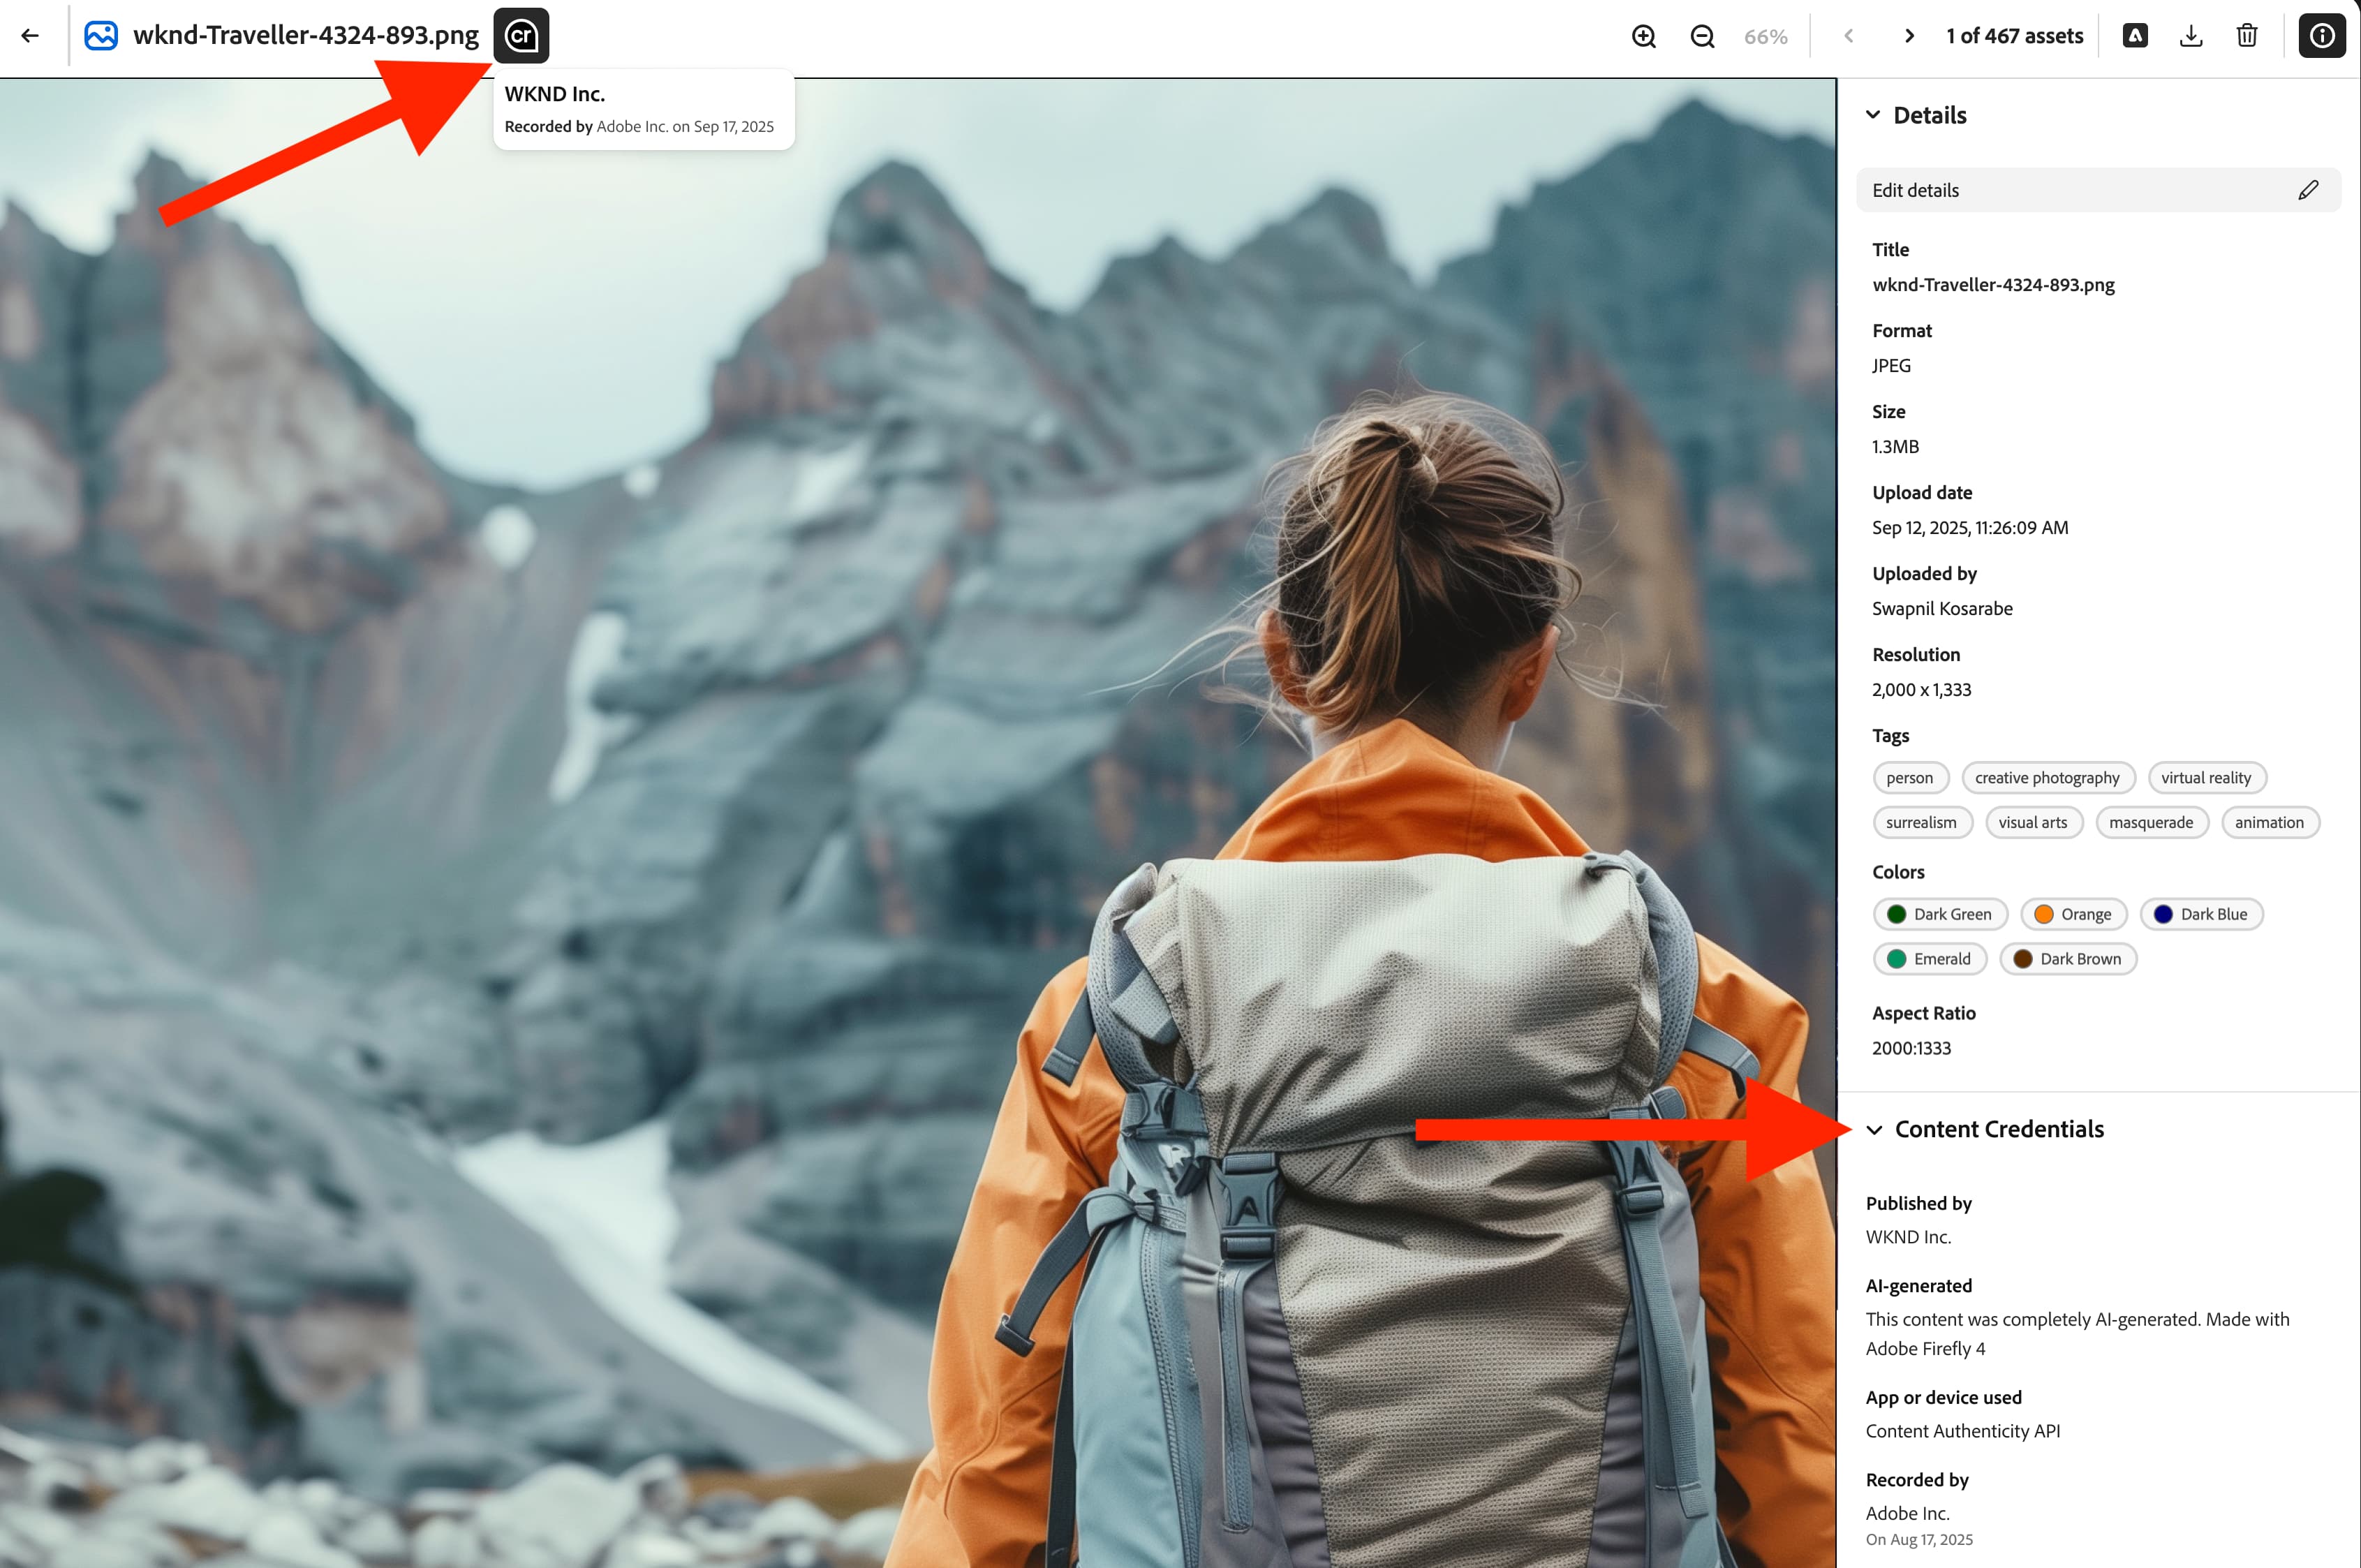 wknd-Traveller-4324-893.png
cr
66%
1 of 467 assets
WKND Inc.
Recorded by Adobe Inc. on Sep 17, 2025
Details
Edit details
Title
wknd-Traveller-4324-893.png
Format
JPEG
Size
1.3MB
Upload date
Sep 12, 2025, 11:26:09 AM
Uploaded by
Swapnil Kosarabe
Resolution
2,000 x 1,333
Tags
person creative photography virtual reality
surrealism visual arts masquerade animation
Colors
Dark Green Orange Dark Blue
Emerald Dark Brown
Aspect Ratio
2000:1333
Content Credentials
Published by
WKND Inc.
AI-generated
This content was completely AI-generated. Made with
Adobe Firefly 4
App or device used
Content Authenticity API
Recorded by
Adobe Inc.
On Aug 17, 2025